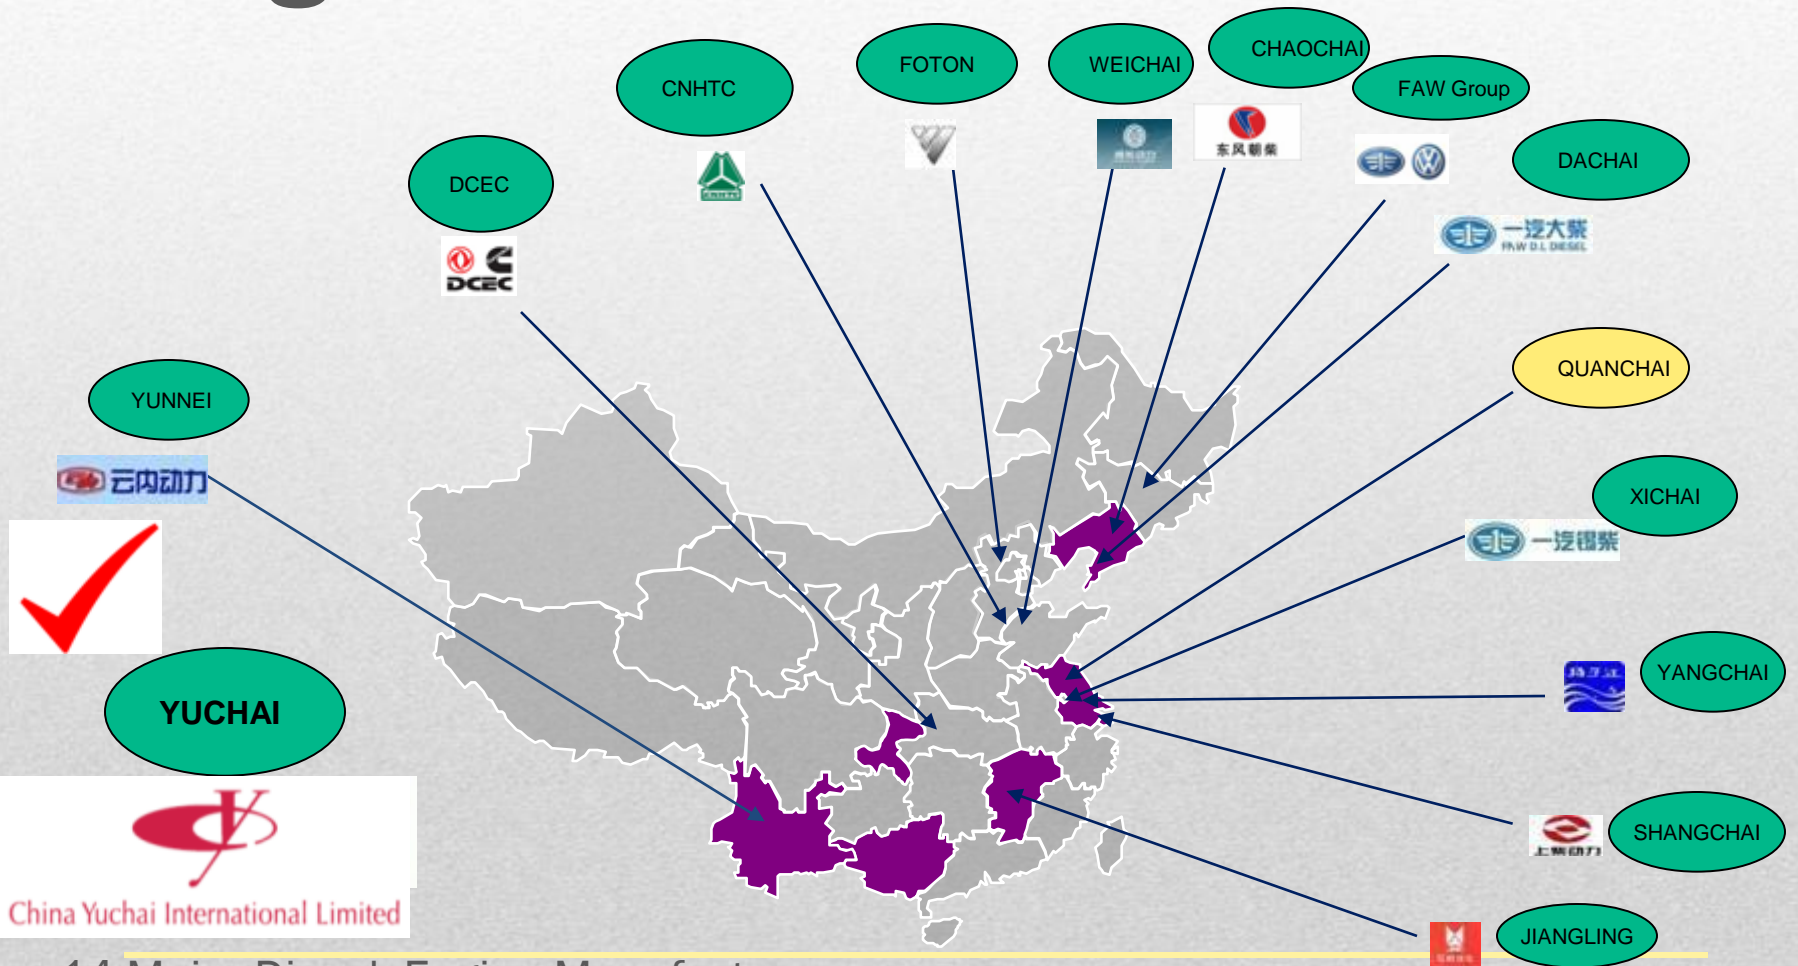 CHAOCHAI
FOTON
WEICHAI
CNHTC
FAW Group
东风朝柴
DACHAI
DCEC
一汽大柴
FAW D.L DIESEL
DCEC
QUANCHAI
YUNNEI
云内动力
XICHAI
一汽锡柴
YANGCHAI
YUCHAI
SHANGCHAI
上柴动力
China Yuchai International Limited
JIANGLING